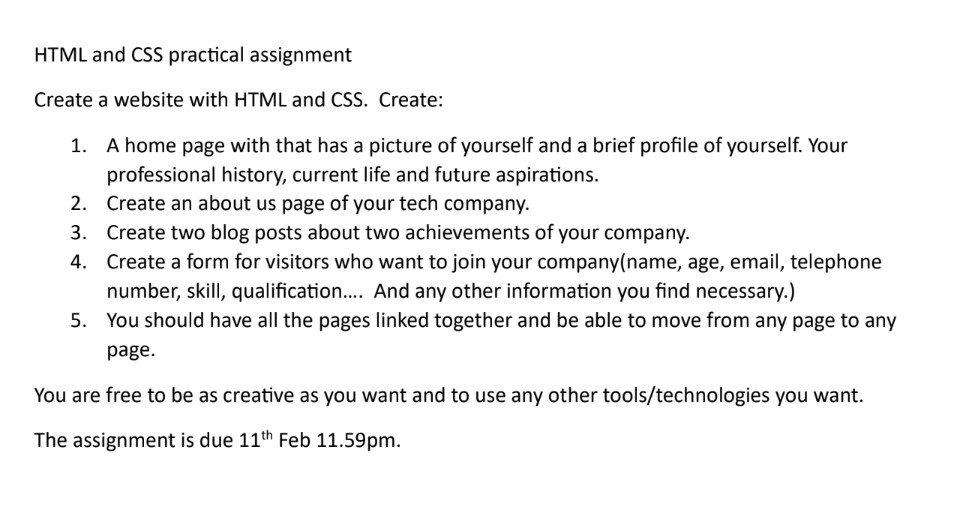 HTML and CSS practical assignment
Create a website with HTML and CSS.  Create:
1. A home page with that has a picture of yourself and a brief profile of yourself. Your
professional history, current life and future aspirations.
2. Create an about us page of your tech company.
3. Create two blog posts about two achievements of your company.
4. Create a form for visitors who want to join your company(name, age, email, telephone
number, skill, qualification....  And any other information you find necessary.)
5. You should have all the pages linked together and be able to move from any page to any
page.
You are free to be as creative as you want and to use any other tools/technologies you want.
The assignment is due 11th Feb 11.59pm.